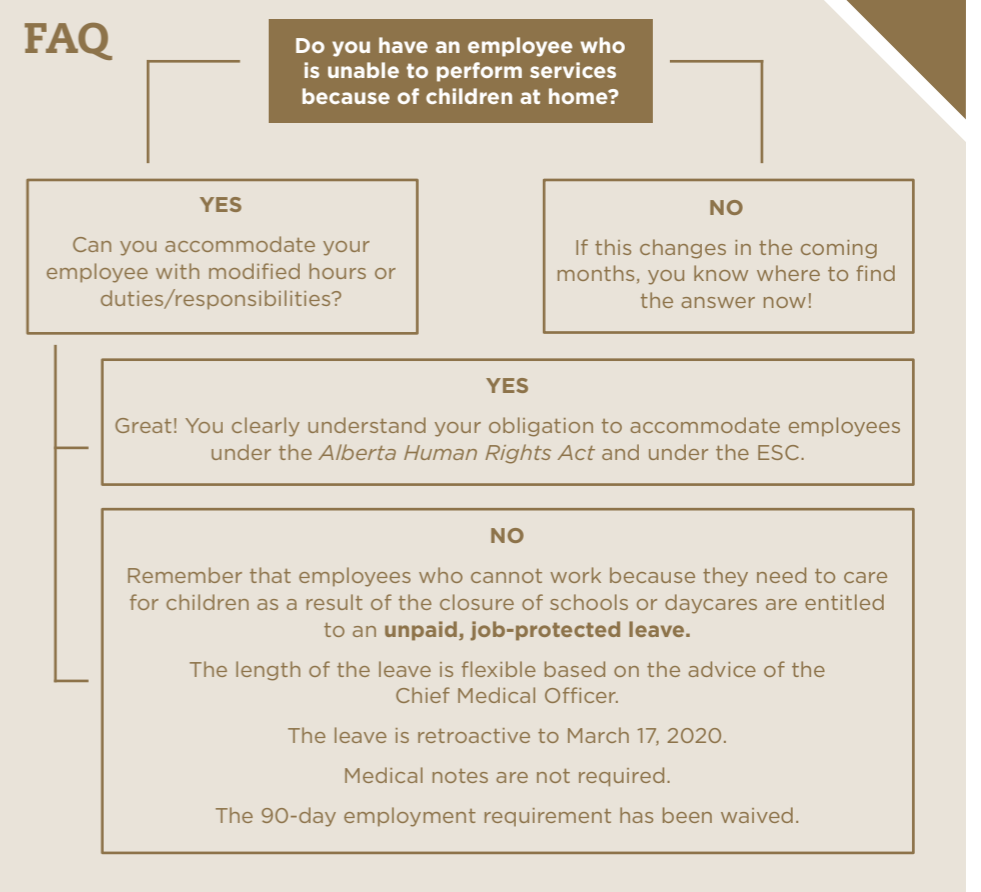 FAQ
Do you have an employee who
is unable to perform services
because of children at home?
YES
Can you accommodate your
employee with modified hours or
duties/responsibilities?
NO
If this changes in the coming
months, you know where to find
the answer now!
YES
Great! You clearly understand your obligation to accommodate employees
under the Alberta Human Rights Act and under the ESC.
NO
Remember that employees who cannot work because they need to care
for children as a result of the closure of schools or daycares are entitled
to an unpaid, job-protected leave.
The length of the leave is flexible based on the advice of the
Chief Medical Officer.
The leave is retroactive to March 17, 2020.
Medical notes are not required.
The 90-day employment requirement has been waived.